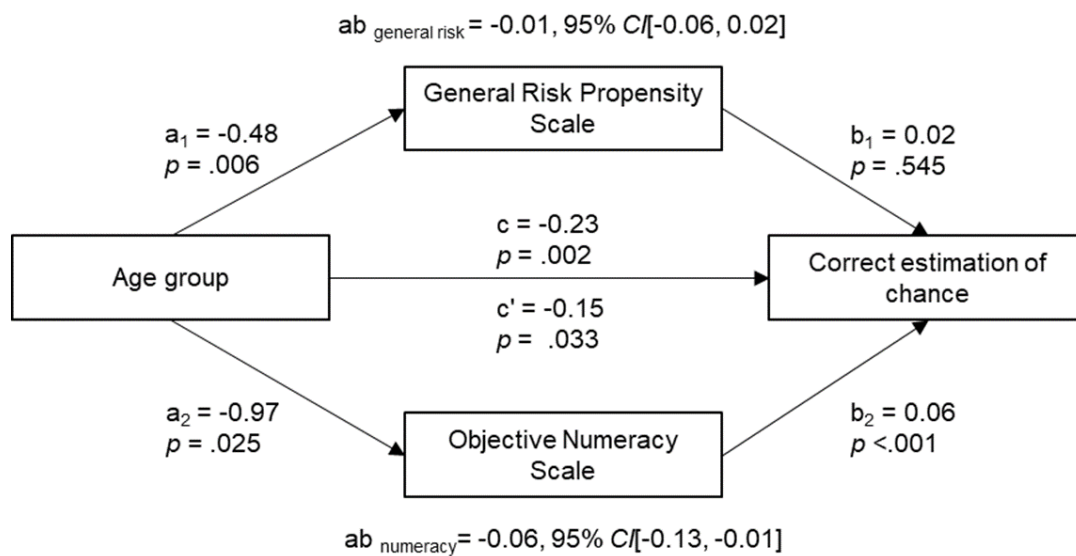 ab general risk = -0.01, 95% CI[-0.06, 0.02]
General Risk Propensity
Scale
a1 = -0.48
p = .006
b1 = 0.02
p = .545
c = -0.23
p = .002
Age group
Correct estimation of
chance
c' = -0.15
p = .033
a2 = -0.97
p = .025
b2 = 0.06
p <.001
Objective Numeracy
Scale
ab numeracy= -0.06, 95% CI[-0.13, -0.01]